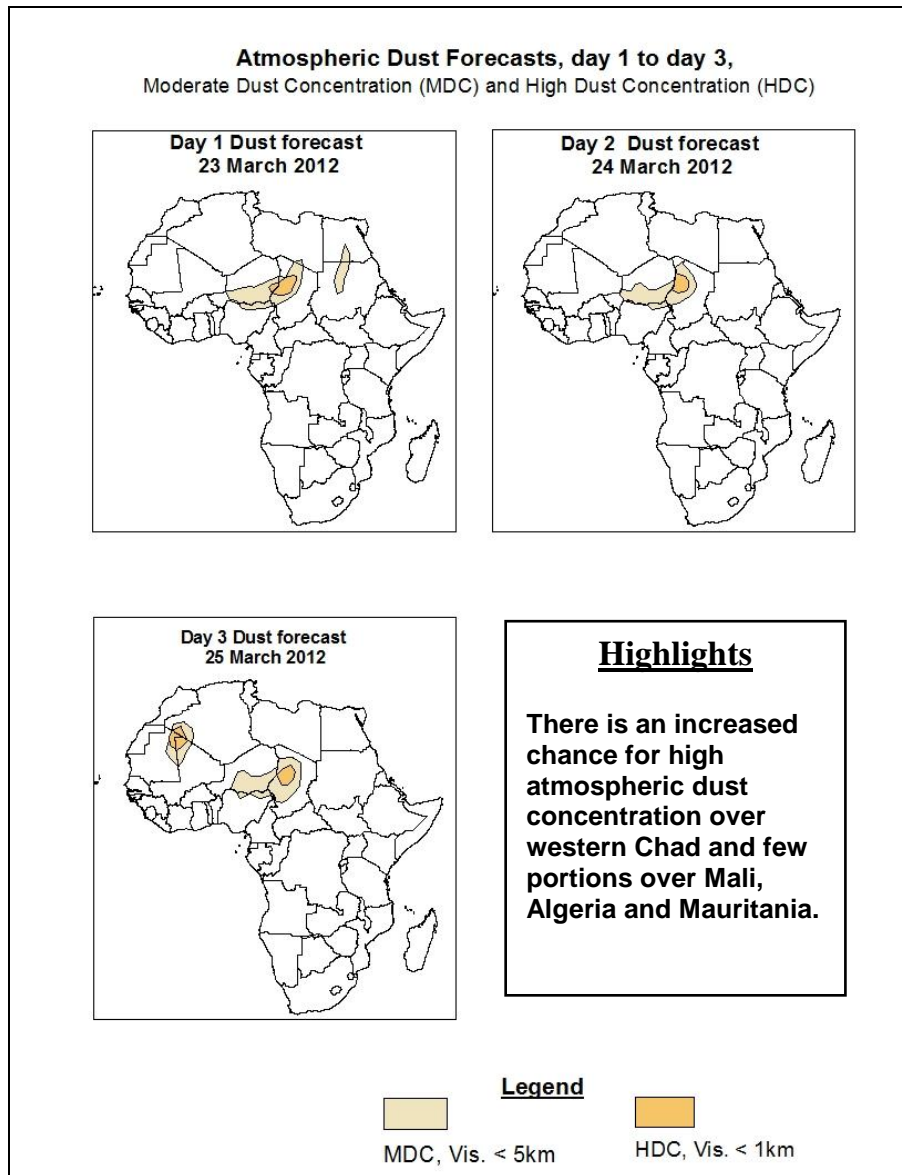 Atmospheric Dust Forecasts, day 1 to day 3,
Moderate Dust Concentration (MDC) and High Dust Concentration (HDC)
Day 1 Dust forecast
23 March 2012
Day 2 Dust forecast
24 March 2012
Day 3 Dust forecast
25 March 2012
Highlights
There is an increased
chance for high
atmospheric dust
concentration over
western Chad and few
portions over Mali,
Algeria and Mauritania.
Legend
MDC, Vis. < 5km
HDC, Vis. < 1km